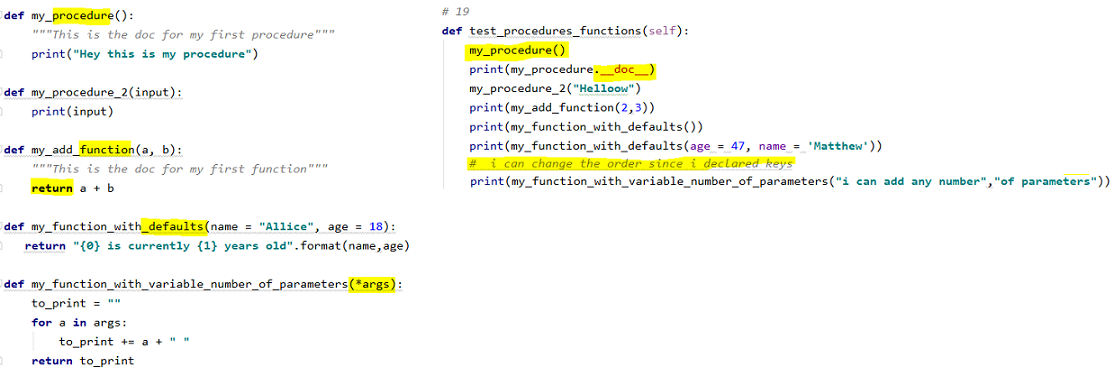 def my_procedure():
"""This is the doc for my first procedure"""
print("Hey this is my procedure")
def my_procedure_2(input):
print(input)
def my_add_function(a, b):
"""This is the doc for my first function"""
return a + b
def my_function_with_defaults(name = "Allice", age = 18):
return "{0} is currently {1} years old".format(name,age)
def my_function_with_variable_number_of_parameters(*args):
to_print = ""
for a in args:
to_print += a + " "
return to_print
# 19
def test_procedures_functions(self):
my_procedure()
print(my_procedure.__doc__)
my_procedure_2("Helloow")
print(my_add_function(2,3))
print(my_function_with_defaults())
print(my_function_with_defaults(age = 47, name = 'Matthew'))
# i can change the order since i declared keys
print(my_function_with_variable_number_of_parameters("i can add any number","of parameters"))